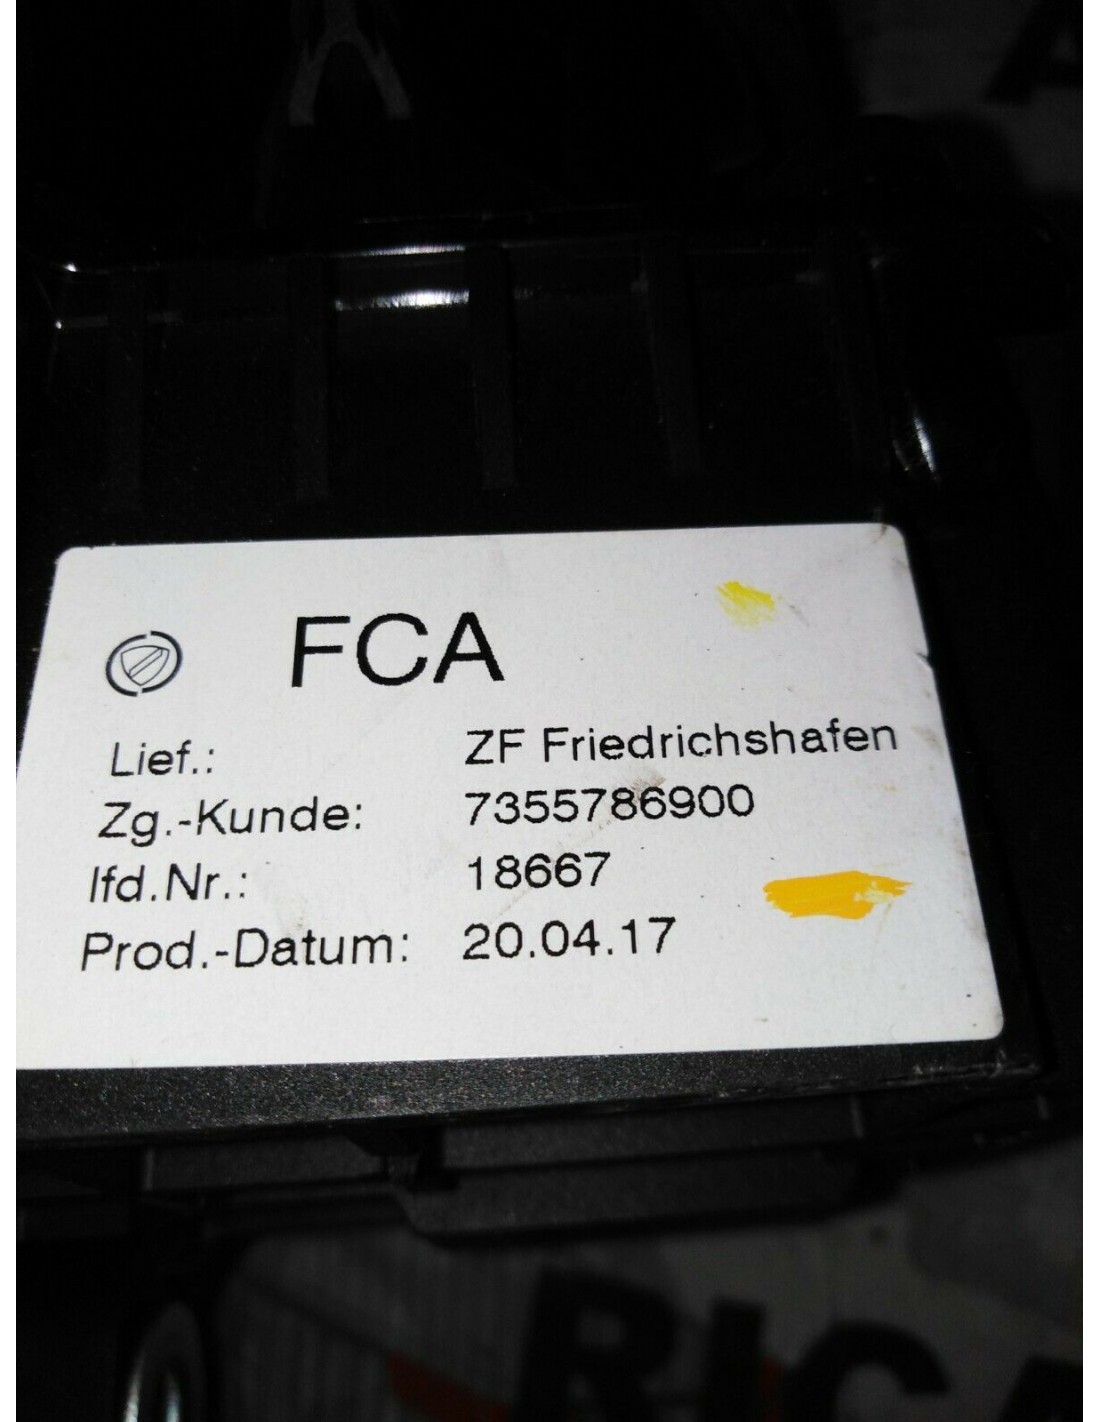 FCA
Lief.: ZF Friedrichshafen
Zg.-Kunde: 7355786900
lfd.Nr.: 18667
Prod.-Datum: 20.04.17